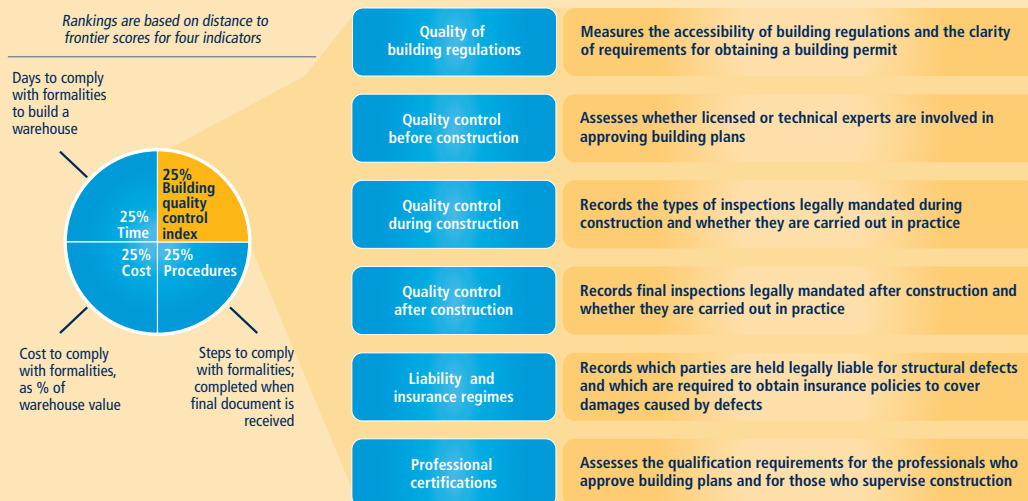 Rankings are based on distance to
frontier scores for four indicators
Days to comply
with formalities
to build a
warehouse
25%
Building
quality
control
index
25%
Time
25%
Cost
25%
Procedures
Cost to comply
with formalities,
as % of
warehouse value
Steps to comply
with formalities;
completed when
final document is
received
Quality of
building regulations
Measures the accessibility of building regulations and the clarity
of requirements for obtaining a building permit
Quality control
before construction
Assesses whether licensed or technical experts are involved in
approving building plans
Quality control
during construction
Records the types of inspections legally mandated during
construction and whether they are carried out in practice
Quality control
after construction
Records final inspections legally mandated after construction and
whether they are carried out in practice
Liability and
insurance regimes
Records which parties are held legally liable for structural defects
and which are required to obtain insurance policies to cover
damages caused by defects
Professional
certifications
Assesses the qualification requirements for the professionals who
approve building plans and for those who supervise construction